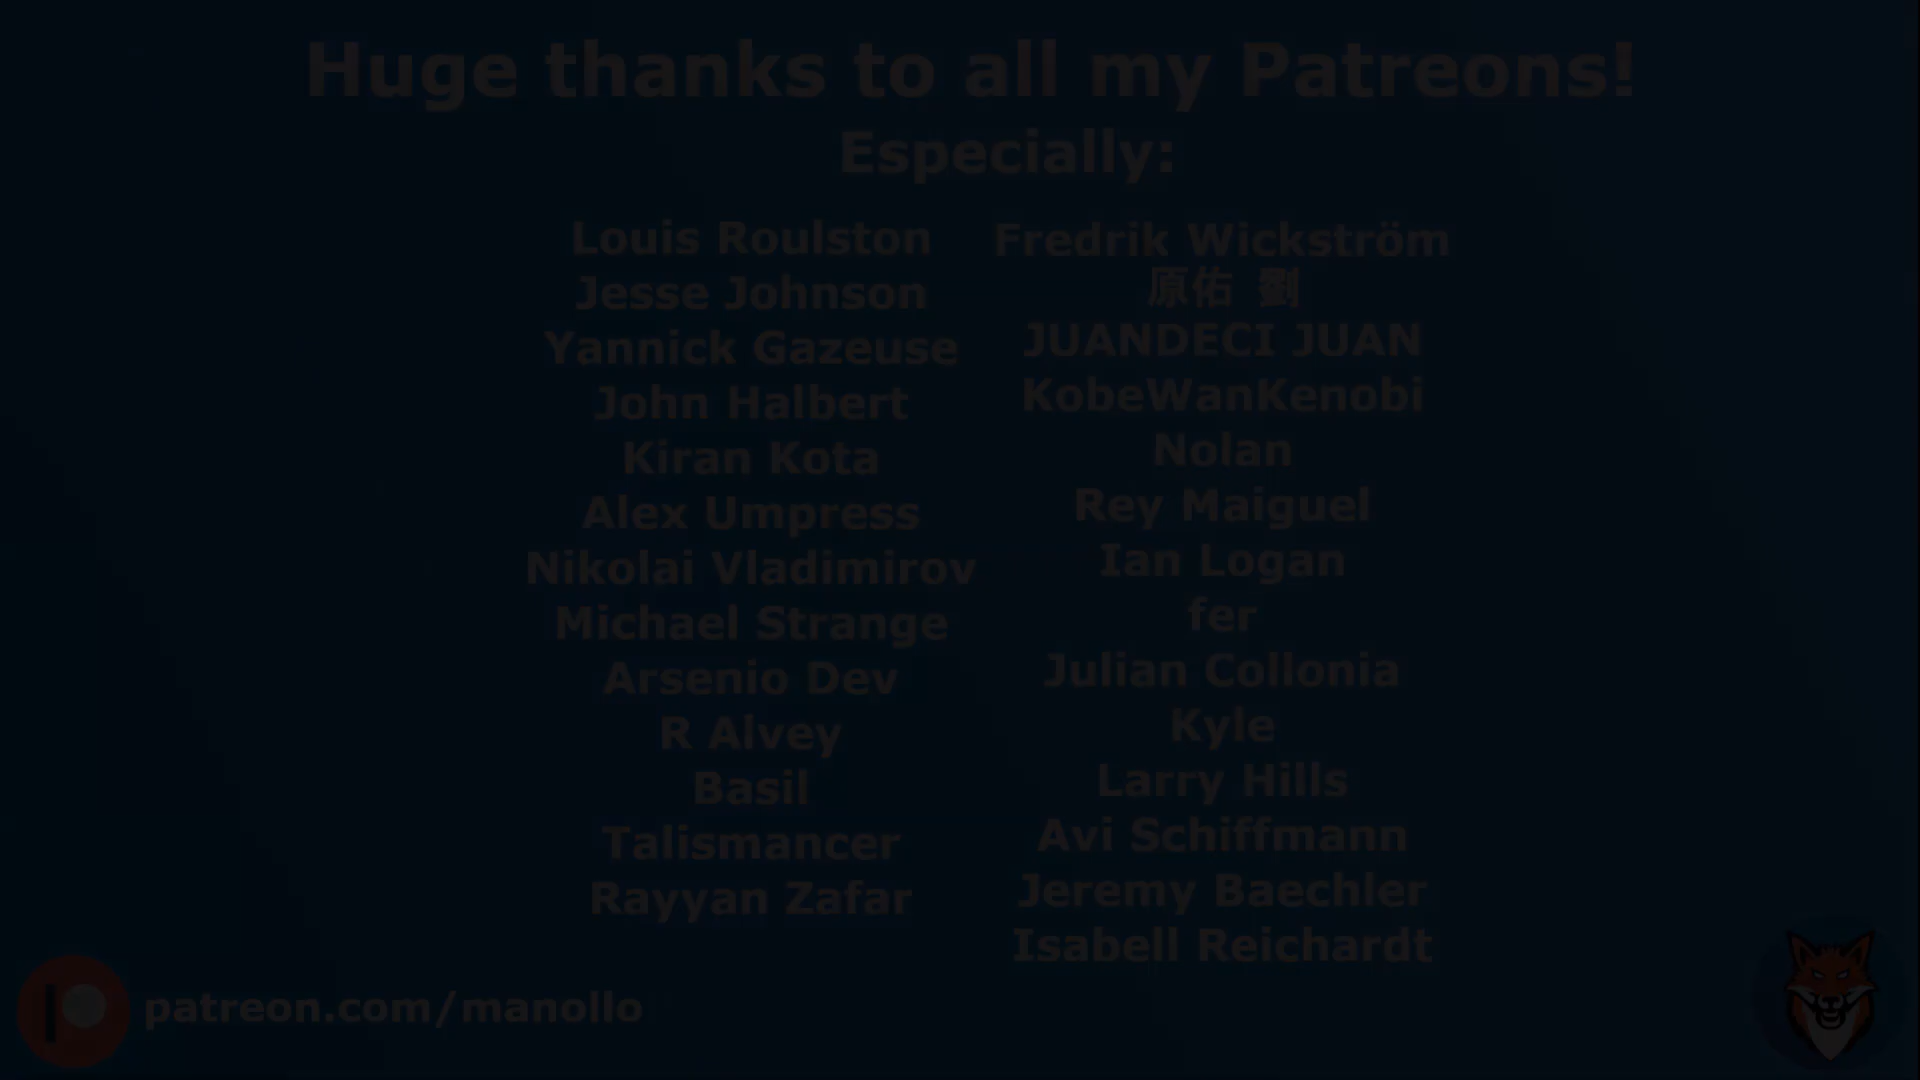 Huge thanks to all my Patreons!
Especially:
Louis Roulston
Jesse Johnson
Yannick Gazeuse
John Halbert
Kiran Kota
Alex Umpress
Nikolai Vladimirov
Michael Strange
Arsenio Dev
R Alvey
Basil
Talismancer
Rayyan Zafar
Fredrik Wickström
原佑 劉
JUANDECI JUAN
KobeWanKenobi
Nolan
Rey Maiguel
Ian Logan
fer
Julian Collonia
Kyle
Larry Hills
Avi Schiffmann
Jeremy Baechler
Isabell Reichardt
patreon.com/manollo